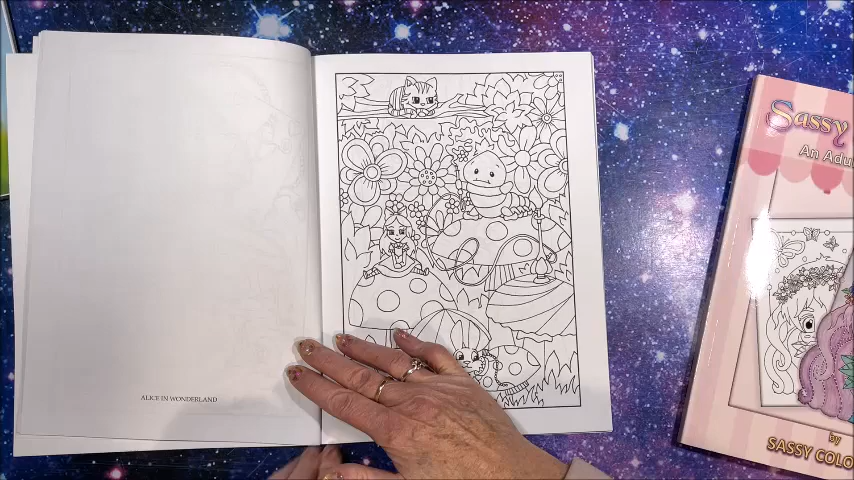 ALICE IN WONDERLAND
Sassy
An Adu
by
SASSY COLO